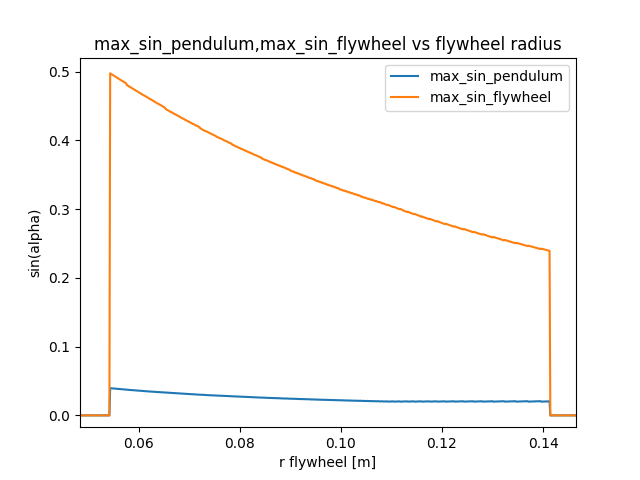 max_sin_pendulum,max_sin_flywheel vs flywheel radius
max_sin_pendulum
max_sin_flywheel
sin(alpha)
0.5
0.4
0.3
0.2
0.1
0.0
0.06 0.08 0.10 0.12 0.14
r flywheel [m]